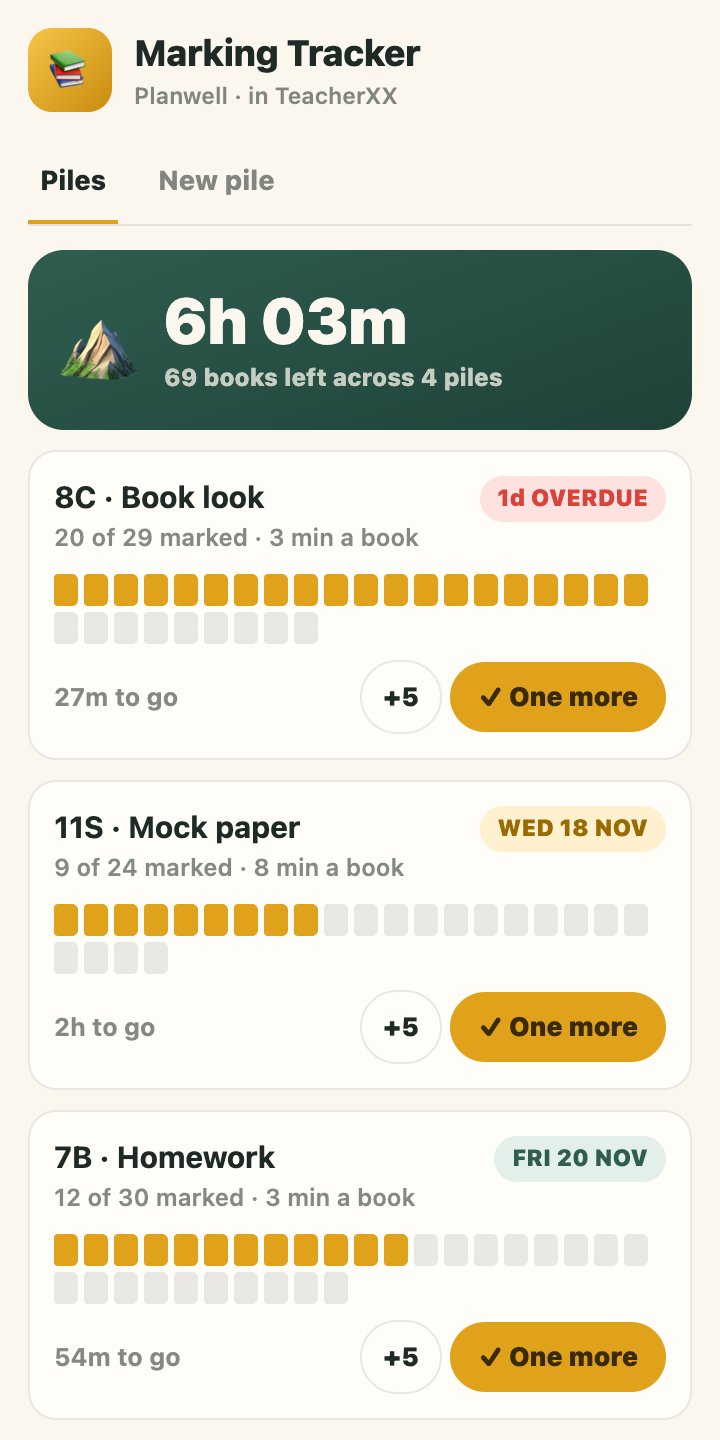 Marking Tracker
Planwell · in TeacherXX
Piles New pile
6h 03m
69 books left across 4 piles
8C · Book look 1d OVERDUE
20 of 29 marked · 3 min a book
27m to go +5 ✓ One more
11S · Mock paper WED 18 NOV
9 of 24 marked · 8 min a book
2h to go +5 ✓ One more
7B · Homework FRI 20 NOV
12 of 30 marked · 3 min a book
54m to go +5 ✓ One more